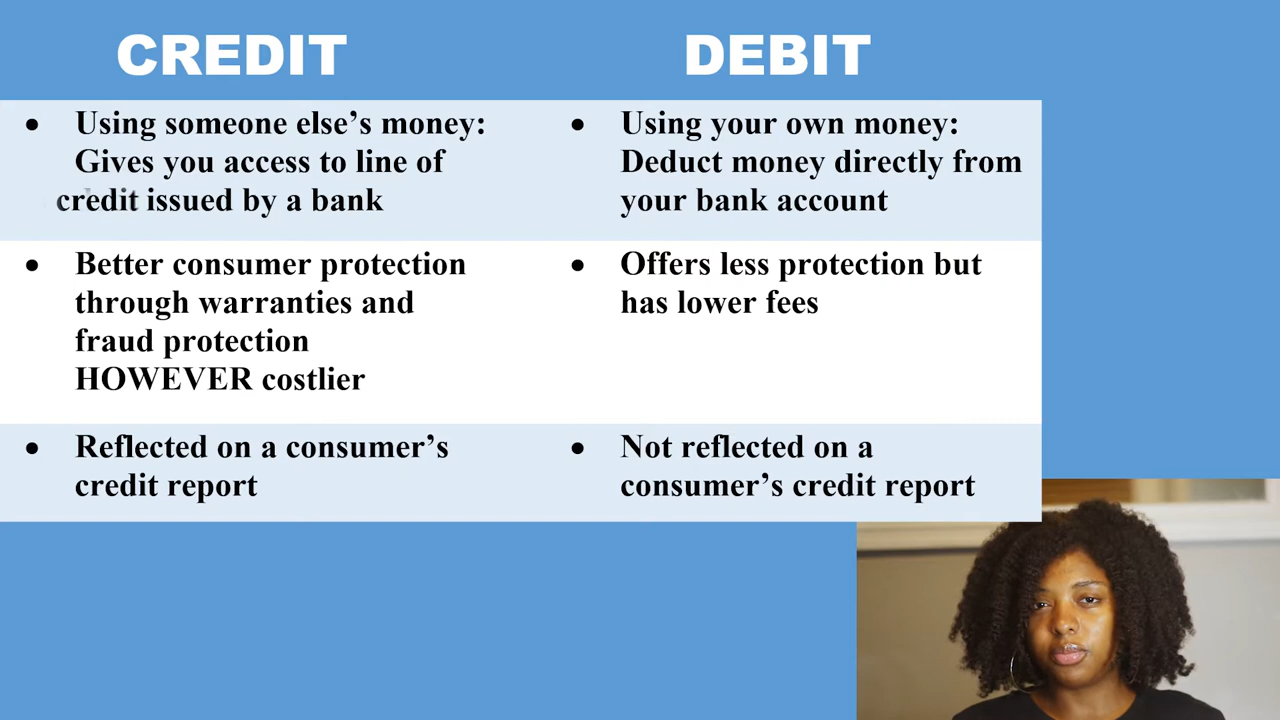 CREDIT
DEBIT
• Using someone else’s money:
Gives you access to line of
credit issued by a bank
• Using your own money:
Deduct money directly from
your bank account
• Better consumer protection
through warranties and
fraud protection
HOWEVER costlier
• Offers less protection but
has lower fees
• Reflected on a consumer’s
credit report
• Not reflected on a
consumer’s credit report